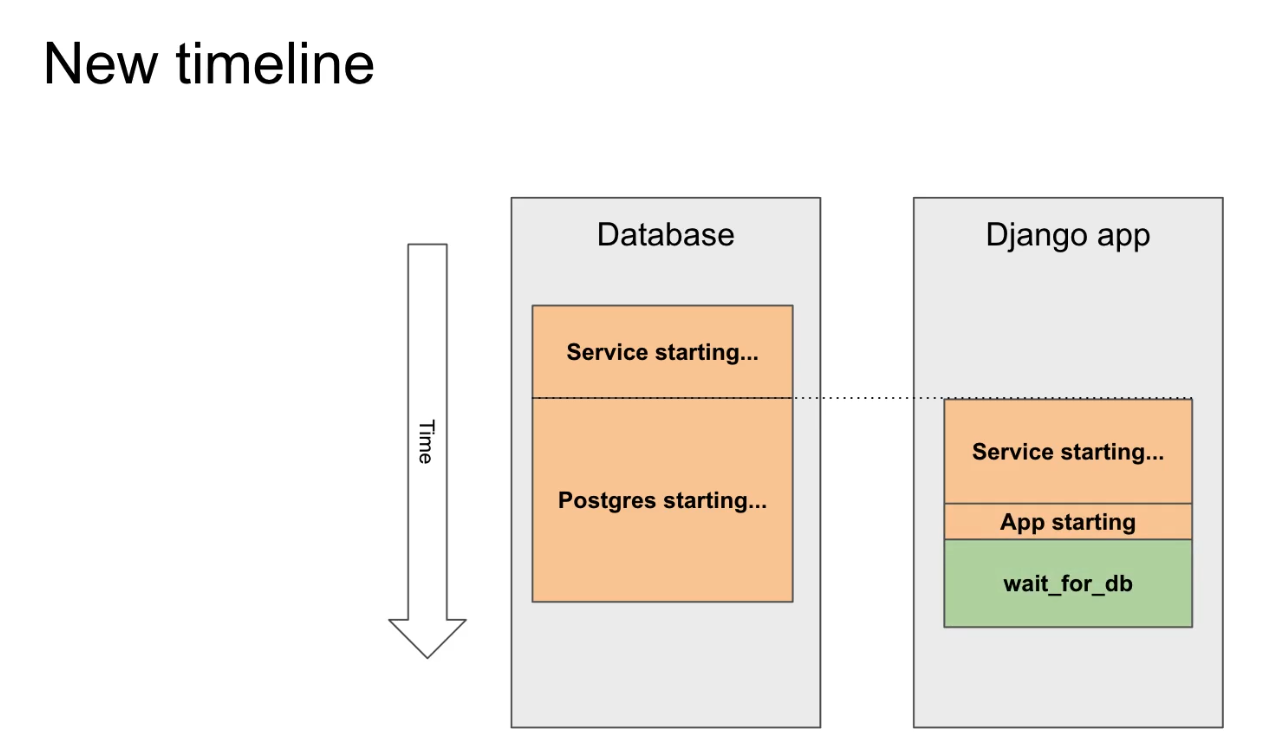 New timeline
Time
Database
Service starting...
Postgres starting...
Django app
Service starting...
App starting
wait_for_db